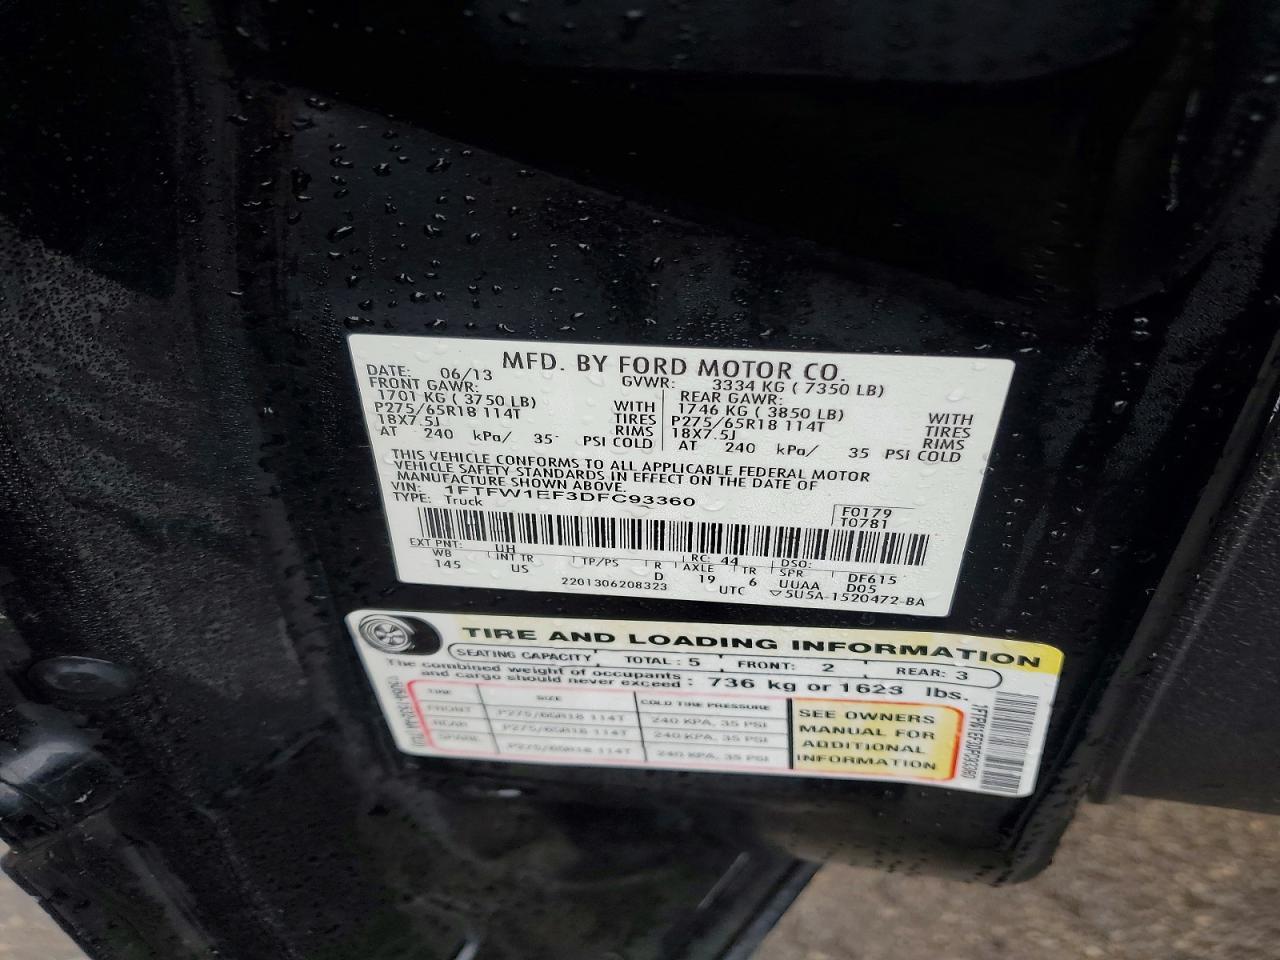 MFD. BY FORD MOTOR CO.
DATE: 06/13 GVWR: 3334 KG ( 7350 LB)
FRONT GAWR: REAR GAWR:
1701 KG ( 3750 LB) WITH 1746 KG ( 3850 LB) WITH
P275/65R18 114T TIRES P275/65R18 114T TIRES
18X7.5J RIMS 18X7.5J RIMS
AT 240 kPa/ 35 PSI COLD AT 240 kPa/ 35 PSI COLD
THIS VEHICLE CONFORMS TO ALL APPLICABLE FEDERAL MOTOR
VEHICLE SAFETY STANDARDS IN EFFECT ON THE DATE OF
MANUFACTURE SHOWN ABOVE.
VIN: 1FTFW1EF3DFC93360
TYPE: Truck
F0179
T0781
EXT PNT: UH RC: 44 DSO:
WB INT TR TP/PS R AXLE TR SPR DF615
145 US D 19 6 UUAA D05
2201306208323 UTC ▽5U5A-1520472-BA
TIRE AND LOADING INFORMATION
SEATING CAPACITY TOTAL: 5 FRONT: 2 REAR: 3
The combined weight of occupants
and cargo should never exceed : 736 kg or 1623 lbs.
TIRE SIZE COLD TIRE PRESSURE
FRONT P275/65R18 114T 240 KPA, 35 PSI
REAR P275/65R18 114T 240 KPA, 35 PSI
SPARE P275/65R18 114T 240 KPA, 35 PSI
SEE OWNERS
MANUAL FOR
ADDITIONAL
INFORMATION
1FTFW1EF3DFC93360